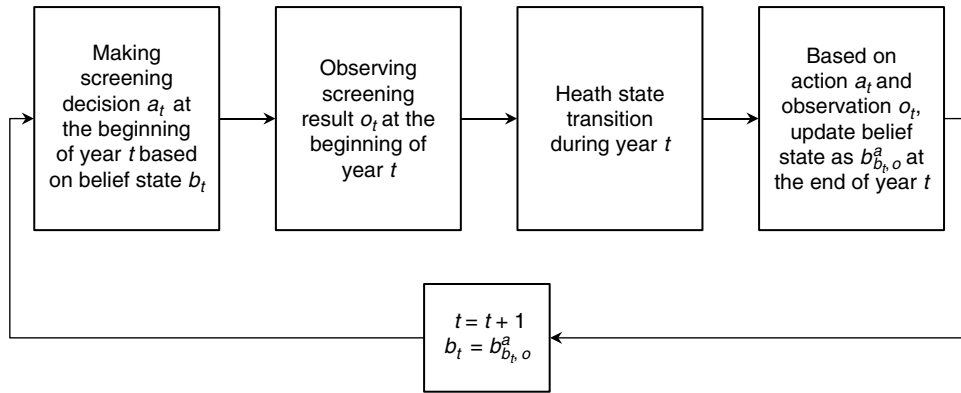 Making
screening
decision a_t at
the beginning
of year t based
on belief state b_t
Observing
screening
result o_t at the
beginning of
year t
Heath state
transition
during year t
Based on
action a_t and
observation o_t,
update belief
state as b^a_{b_t, o} at
the end of year t
t = t + 1
b_t = b^a_{b_t, o}